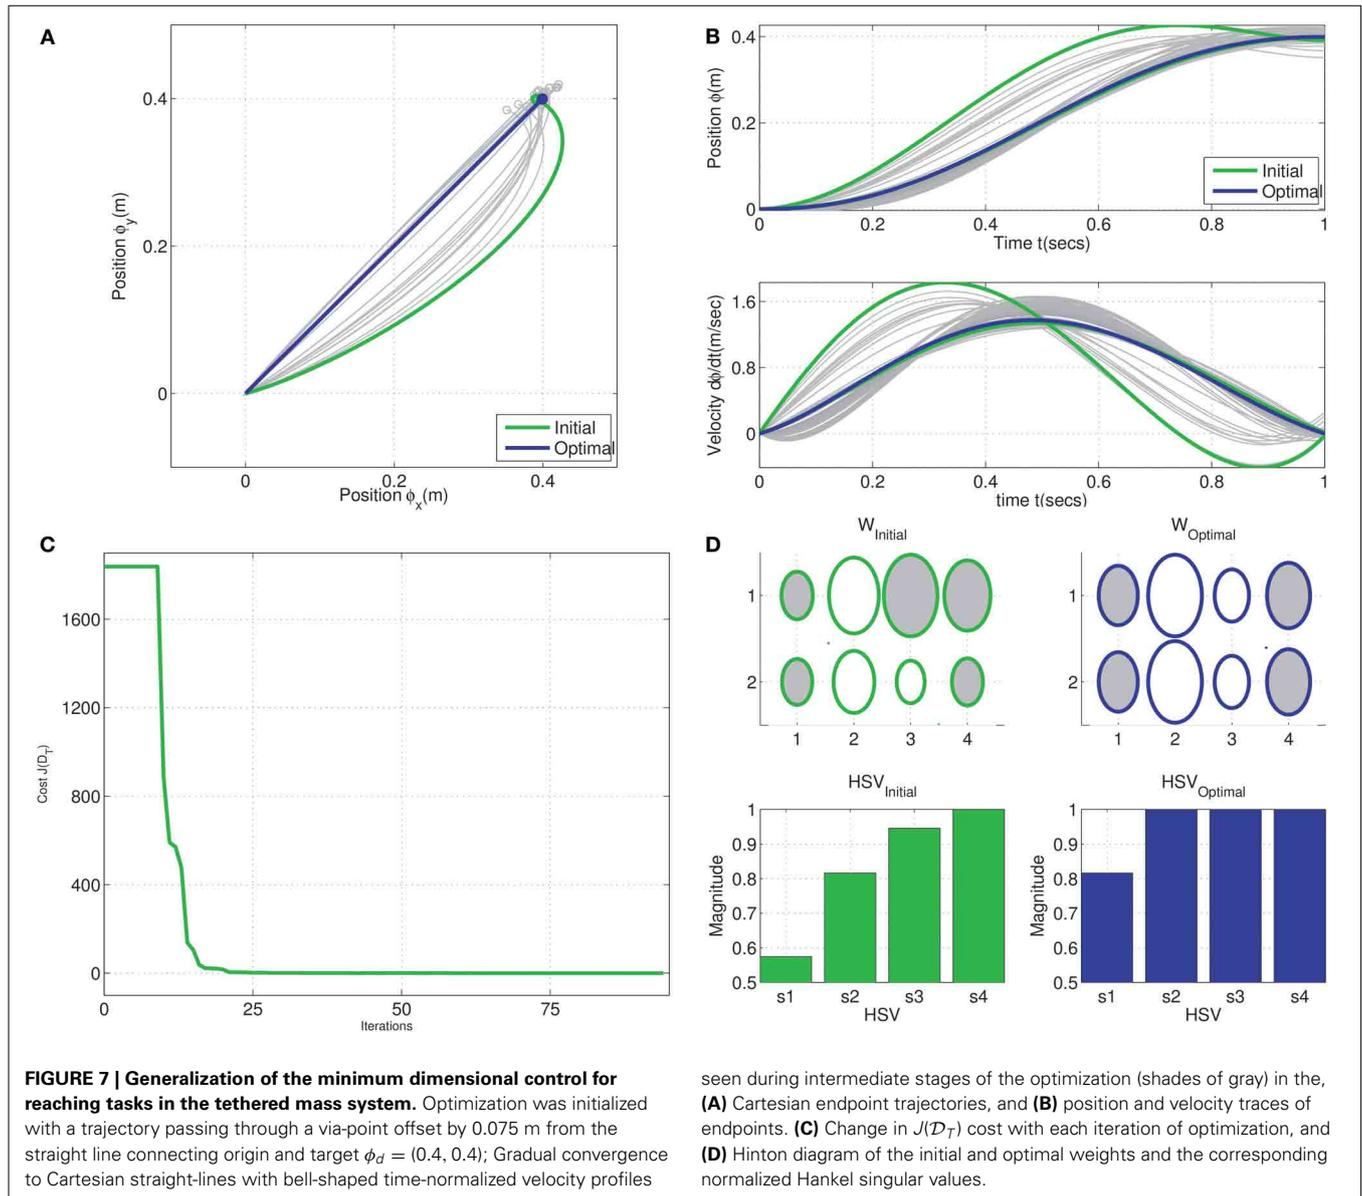 A
0.4
0.2
0
Position ϕy(m)
0
0.2
0.4
Position ϕx(m)
Initial
Optimal
B
0.4
0.2
0
Position ϕ(m)
0
0.2
0.4
0.6
0.8
1
Time t(secs)
Initial
Optimal
1.6
0.8
0
Velocity dϕ/dt(m/sec)
0
0.2
0.4
0.6
0.8
1
time t(secs)
C
1600
1200
800
400
0
Cost J(DT)
0
25
50
75
Iterations
D
WInitial
1
2
1
2
3
4
WOptimal
1
2
1
2
3
4
HSVInitial
1
0.9
0.8
0.7
0.6
0.5
Magnitude
s1
s2
s3
s4
HSV
HSVOptimal
1
0.9
0.8
0.7
0.6
0.5
Magnitude
s1
s2
s3
s4
HSV
FIGURE 7 | Generalization of the minimum dimensional control for
reaching tasks in the tethered mass system. Optimization was initialized
with a trajectory passing through a via-point offset by 0.075 m from the
straight line connecting origin and target ϕd = (0.4, 0.4); Gradual convergence
to Cartesian straight-lines with bell-shaped time-normalized velocity profiles
seen during intermediate stages of the optimization (shades of gray) in the,
(A) Cartesian endpoint trajectories, and (B) position and velocity traces of
endpoints. (C) Change in J(𝒟T) cost with each iteration of optimization, and
(D) Hinton diagram of the initial and optimal weights and the corresponding
normalized Hankel singular values.